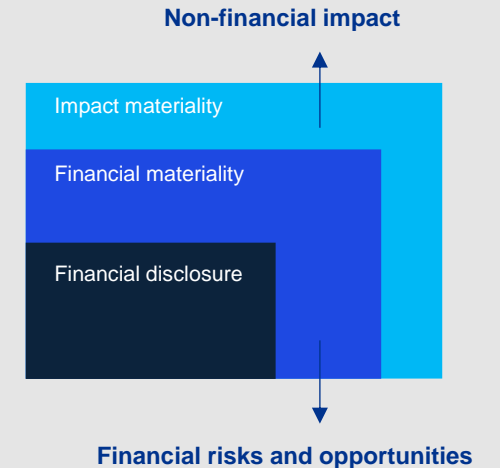 Non-financial impact
Impact materiality
Financial materiality
Financial disclosure
Financial risks and opportunities